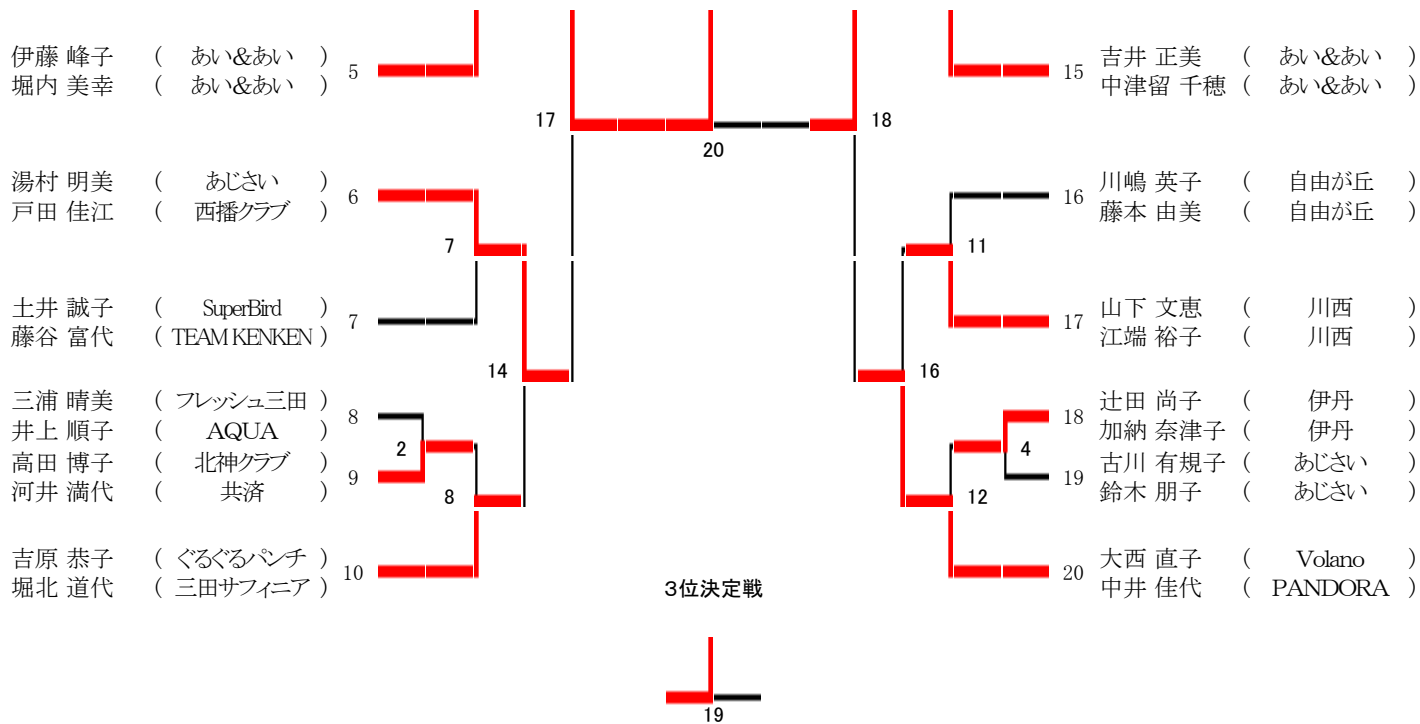 伊藤 峰子 ( あい&あい ) 5
堀内 美幸 ( あい&あい )
15 吉井 正美 ( あい&あい )
中津留 千穂 ( あい&あい )
17
20
18
湯村 明美 ( あじさい ) 6
戸田 佳江 ( 西播クラブ )
7
16 川嶋 英子 ( 自由が丘 )
藤本 由美 ( 自由が丘 )
11
土井 誠子 ( SuperBird ) 7
藤谷 富代 ( TEAM KENKEN )
14
17 山下 文恵 ( 川西 )
江端 裕子 ( 川西 )
16
三浦 晴美 ( フレッシュ三田 ) 8
井上 順子 ( AQUA )
2
高田 博子 ( 北神クラブ ) 9
河井 満代 ( 共済 )
8
18 辻田 尚子 ( 伊丹 )
加納 奈津子 ( 伊丹 )
4
19 古川 有規子 ( あじさい )
鈴木 朋子 ( あじさい )
12
吉原 恭子 ( ぐるぐるパンチ ) 10
堀北 道代 ( 三田サフィニア )
20 大西 直子 ( Volano )
中井 佳代 ( PANDORA )
3位決定戦
19